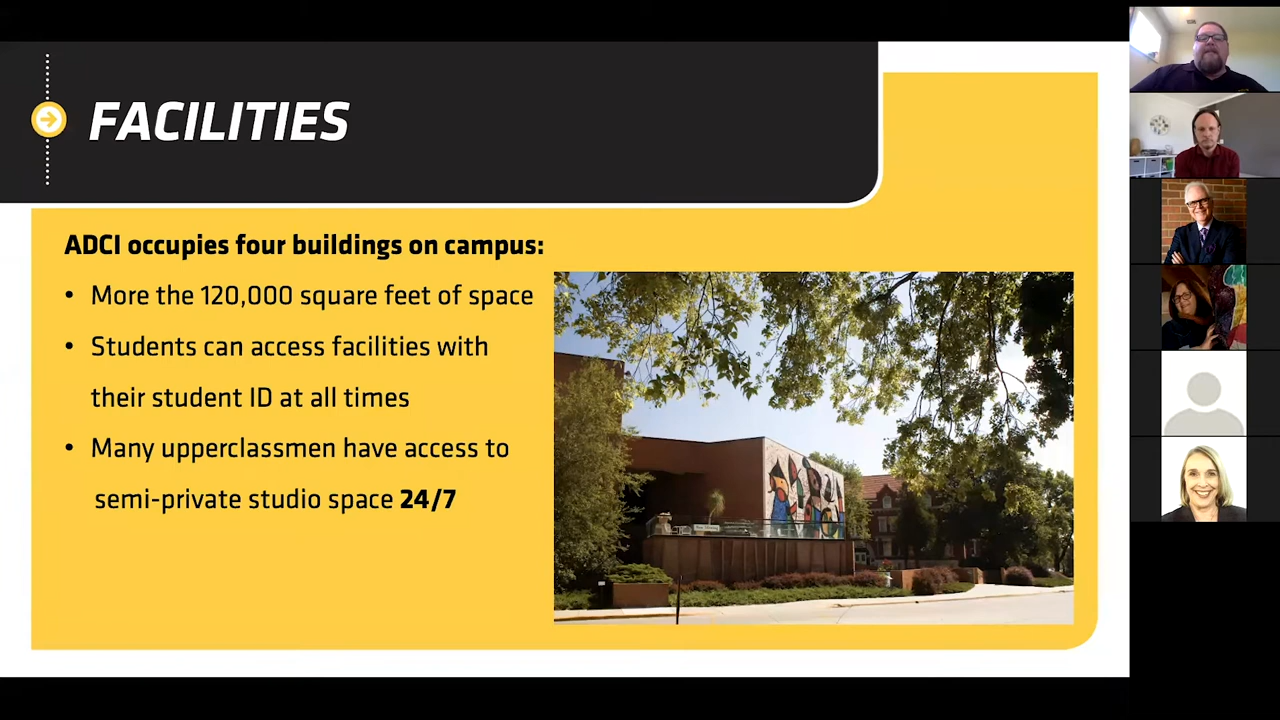 FACILITIES
ADCI occupies four buildings on campus:
• More the 120,000 square feet of space
• Students can access facilities with
their student ID at all times
• Many upperclassmen have access to
semi-private studio space 24/7